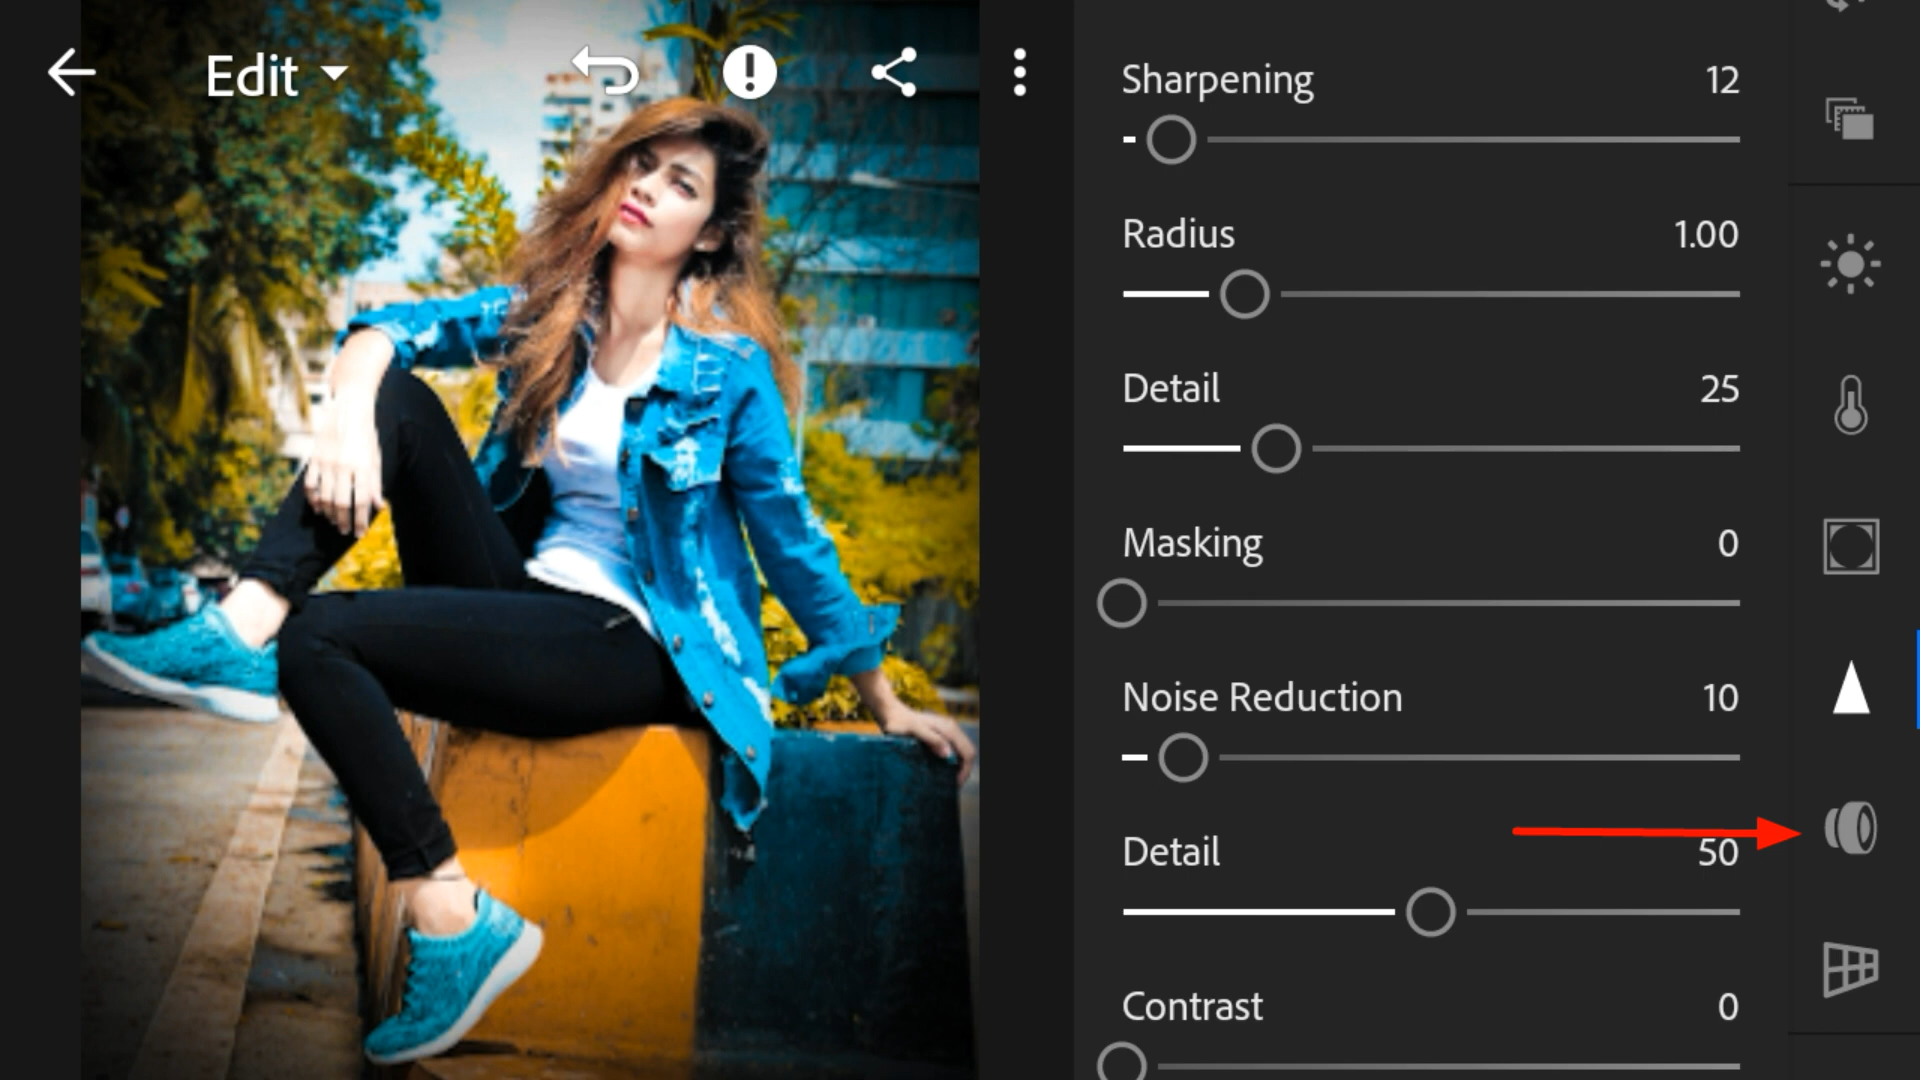 Edit
Sharpening 12
Radius 1.00
Detail 25
Masking 0
Noise Reduction 10
Detail 50
Contrast 0